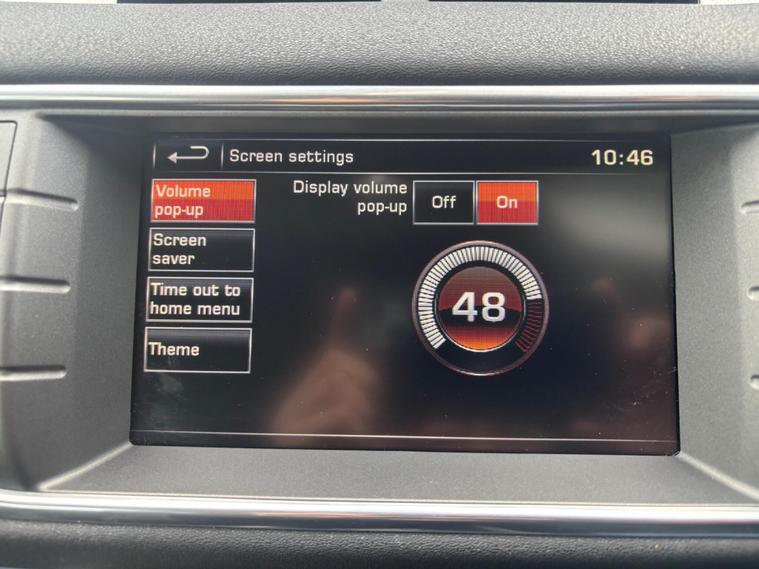 Screen settings
10:46
Volume
pop-up
Display volume
pop-up
Off
On
Screen
saver
Time out to
home menu
Theme
48